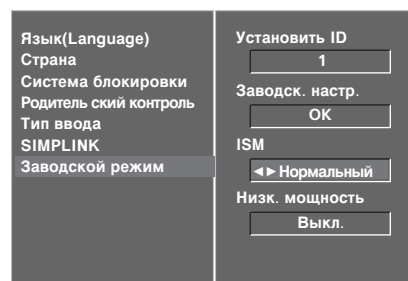 Язык(Language)
Страна
Система блокировки
Родитель ский контроль
Тип ввода
SIMPLINK
Заводской режим
Установить ID
1
Заводск. настр.
ОК
ISM
◄► Нормальный
Низк. мощность
Выкл.